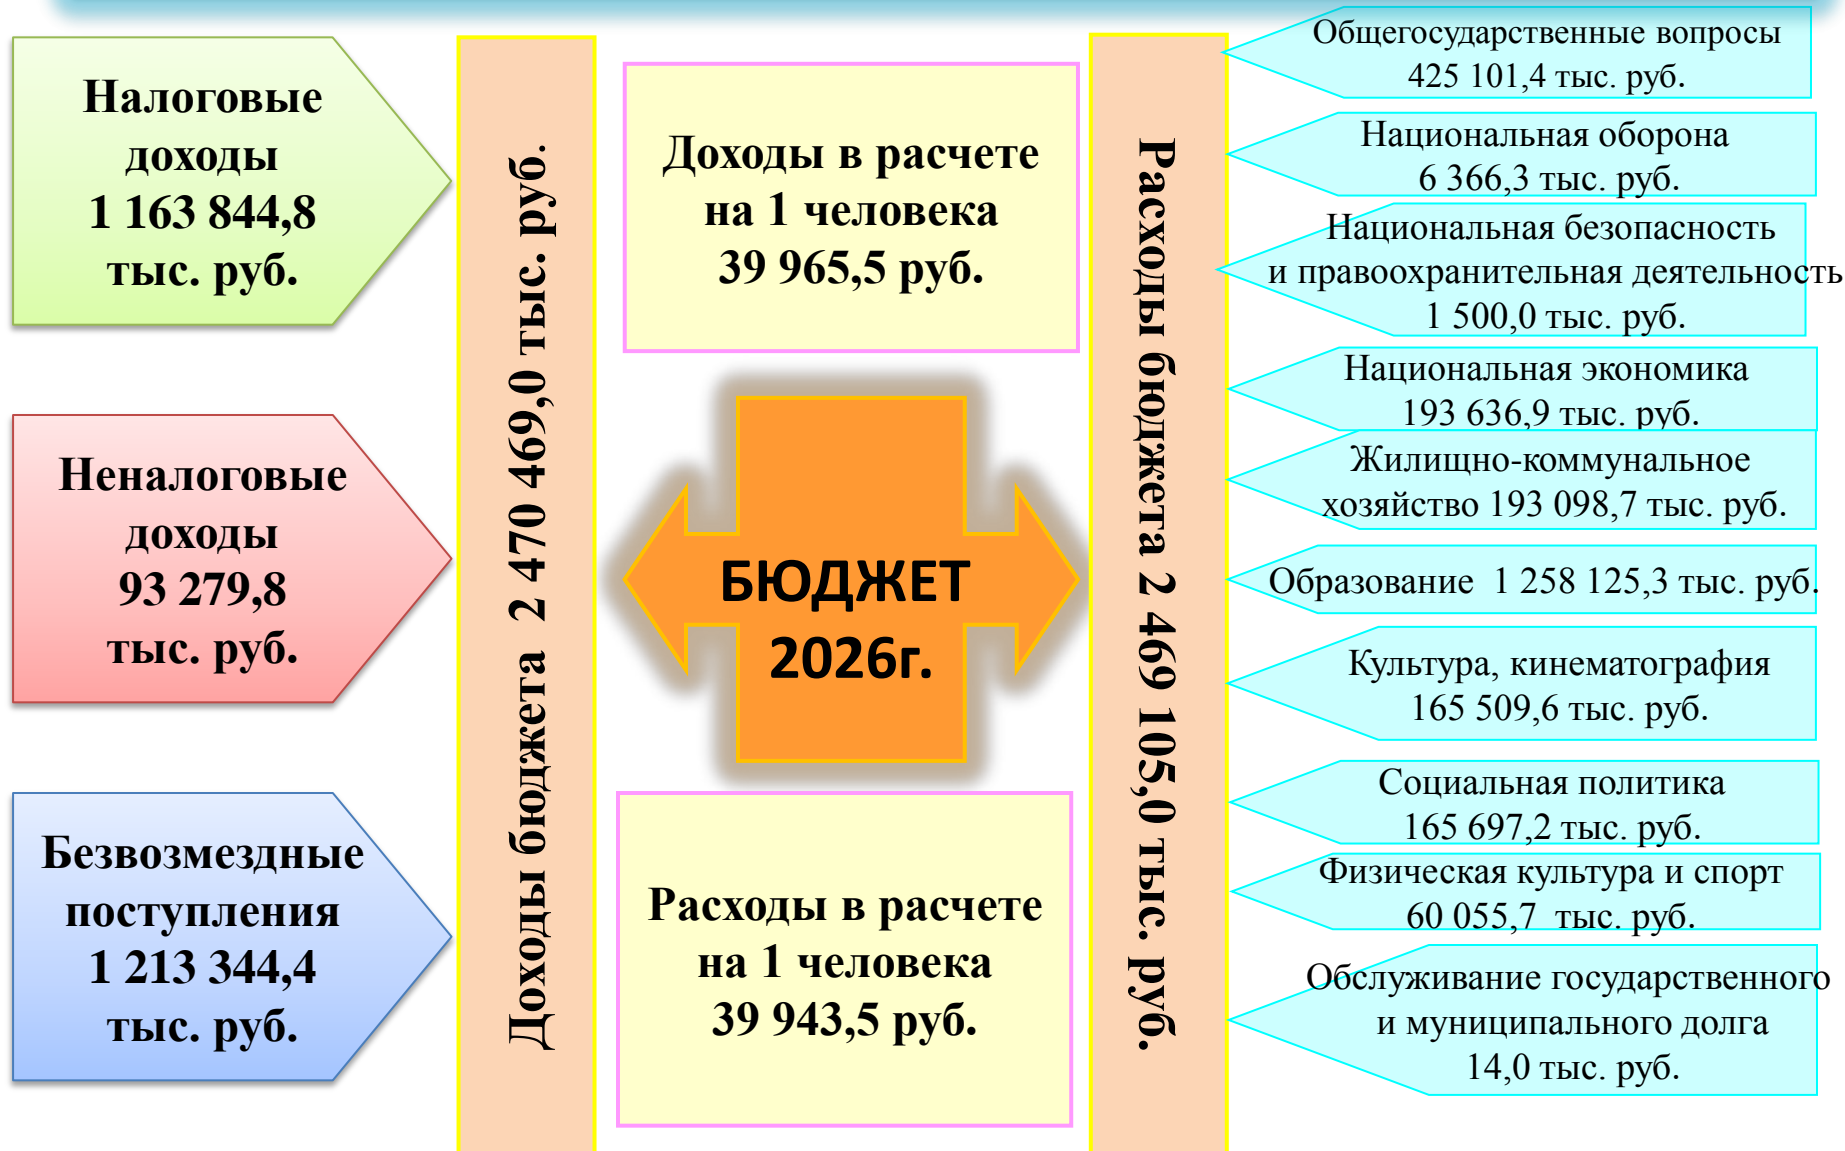 Налоговые
доходы
1 163 844,8
тыс. руб.
Неналоговые
доходы
93 279,8
тыс. руб.
Безвозмездные
поступления
1 213 344,4
тыс. руб.
Доходы бюджета 2 470 469,0 тыс. руб.
Доходы в расчете
на 1 человека
39 965,5 руб.
БЮДЖЕТ
2026г.
Расходы в расчете
на 1 человека
39 943,5 руб.
Расходы бюджета 2 469 105,0 тыс. руб.
Общегосударственные вопросы
425 101,4 тыс. руб.
Национальная оборона
6 366,3 тыс. руб.
Национальная безопасность
и правоохранительная деятельность
1 500,0 тыс. руб.
Национальная экономика
193 636,9 тыс. руб.
Жилищно-коммунальное
хозяйство 193 098,7 тыс. руб.
Образование 1 258 125,3 тыс. руб.
Культура, кинематография
165 509,6 тыс. руб.
Социальная политика
165 697,2 тыс. руб.
Физическая культура и спорт
60 055,7 тыс. руб.
Обслуживание государственного
и муниципального долга
14,0 тыс. руб.